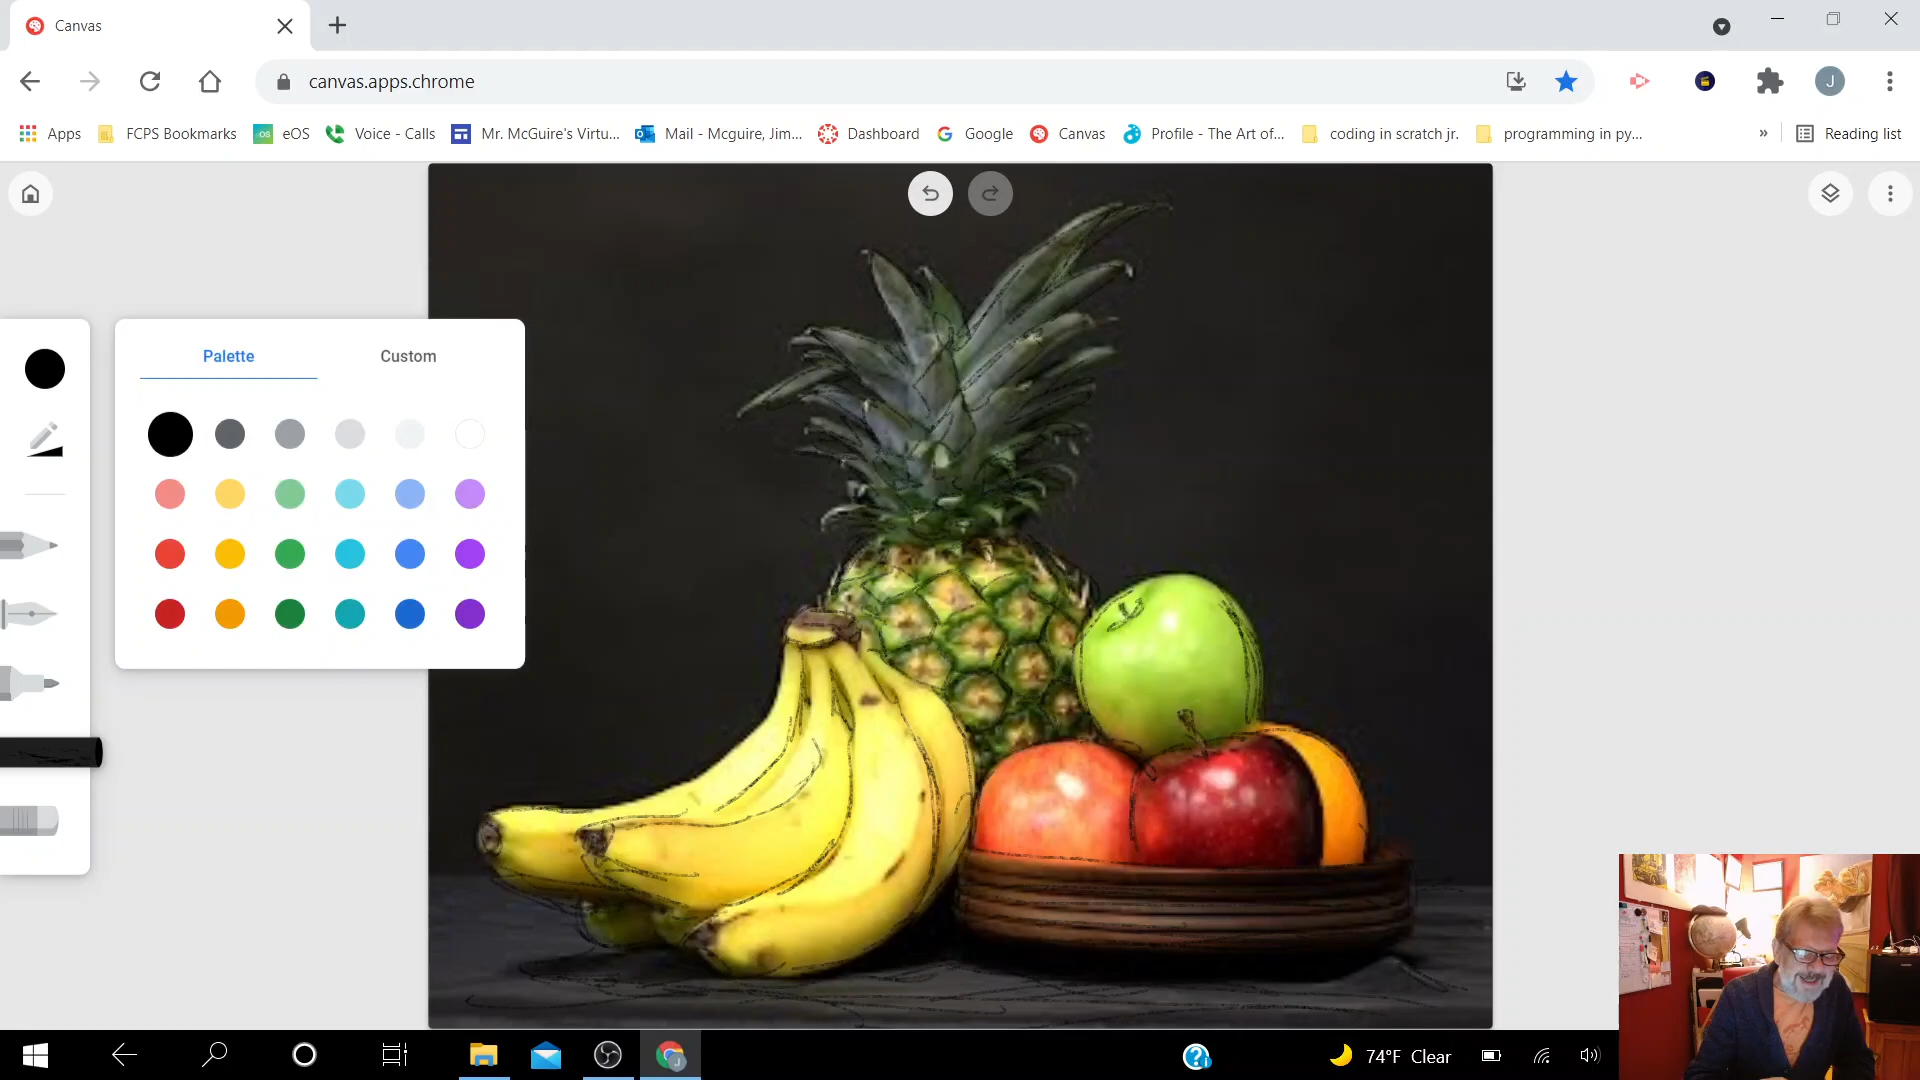 Canvas
canvas.apps.chrome
J
Apps FCPS Bookmarks eOS Voice - Calls Mr. McGuire's Virtu... Mail - Mcguire, Jim... Dashboard Google Canvas Profile - The Art of... coding in scratch jr. programming in py... » Reading list
Palette Custom
74°F Clear